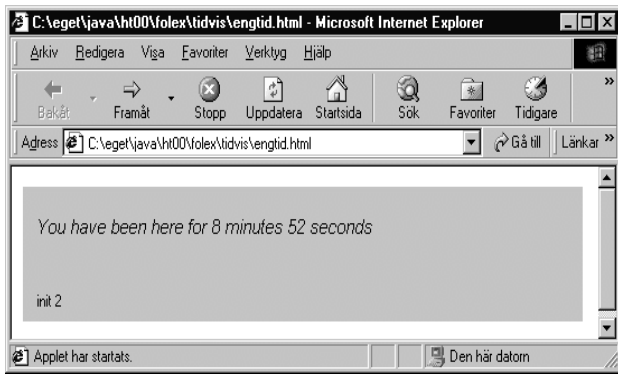 C:\eget\java\ht00\folex\tidvis\engtid.html - Microsoft Internet Explorer
Arkiv Redigera Visa Favoriter Verktyg Hjälp
Bakåt Framåt Stopp Uppdatera Startsida Sök Favoriter Tidigare »
Adress C:\eget\java\ht00\folex\tidvis\engtid.html Gå till Länkar »
You have been here for 8 minutes 52 seconds
init 2
Applet har startats. Den här datorn